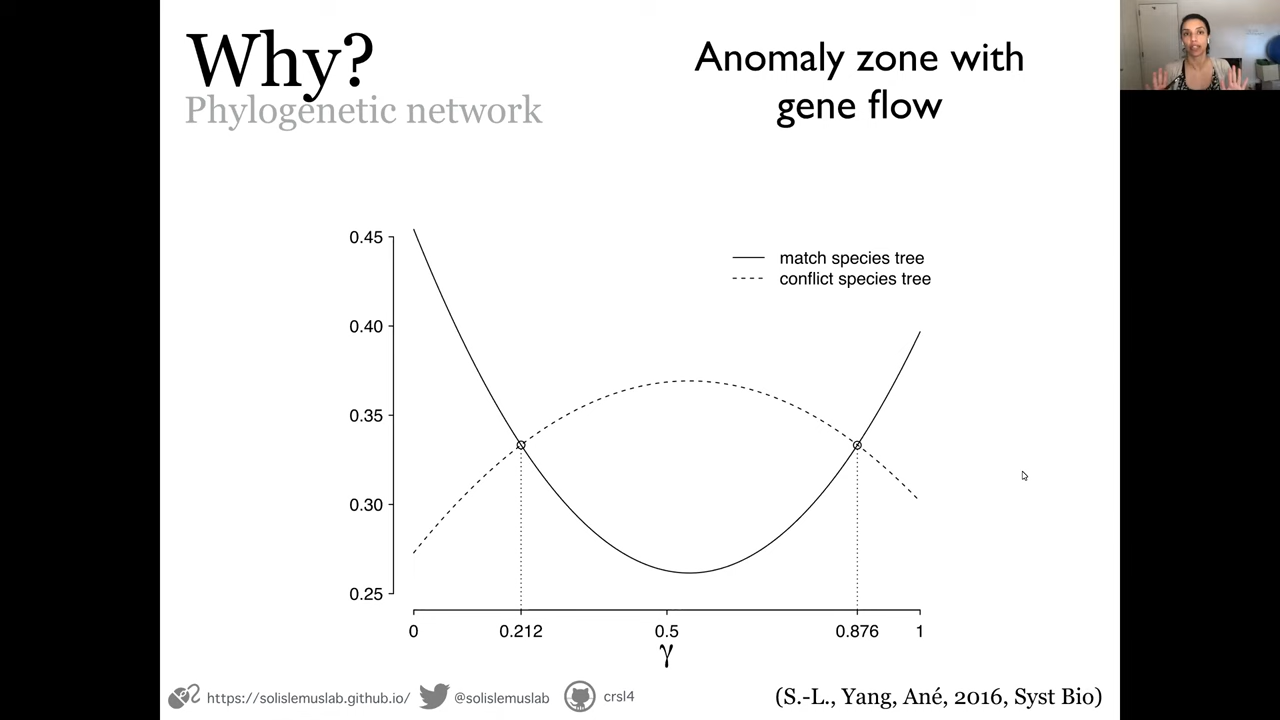 Why?
Phylogenetic network
Anomaly zone with
gene flow
0.45
0.40
0.35
0.30
0.25
match species tree
conflict species tree
0 0.212 0.5 0.876 1
γ
https://solislemuslab.github.io/ @solislemuslab crsl4
(S.-L., Yang, Ané, 2016, Syst Bio)